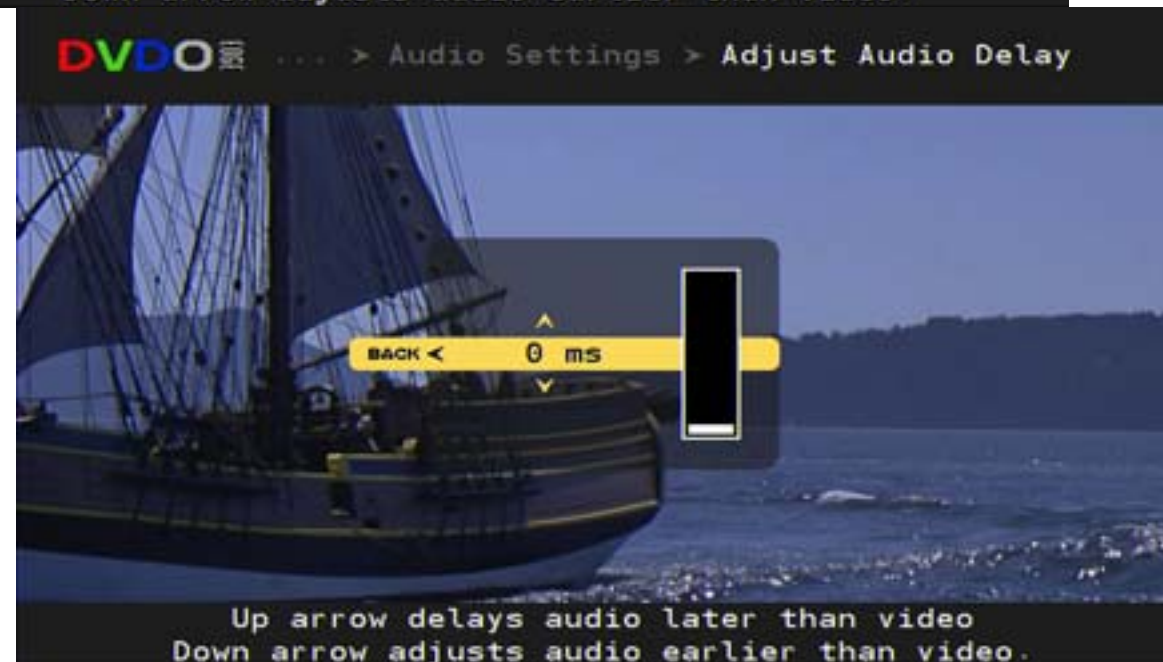 DVDO ... > Audio Settings > Adjust Audio Delay
BACK < 0 ms
Up arrow delays audio later than video
Down arrow adjusts audio earlier than video.